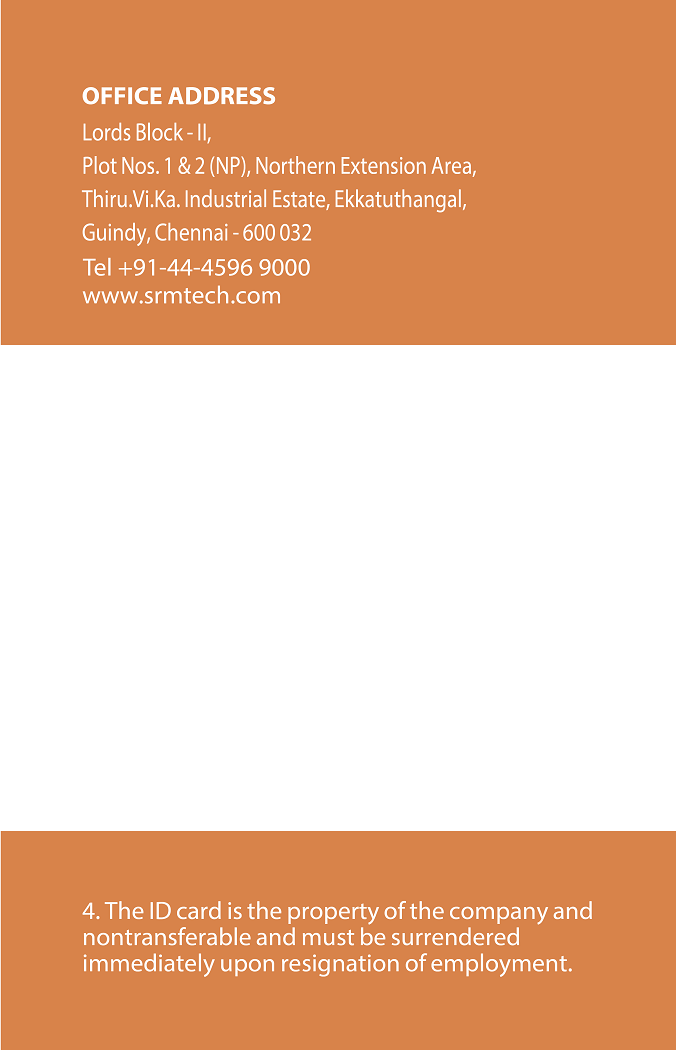 OFFICE ADDRESS
Lords Block - II,
Plot Nos. 1 & 2 (NP), Northern Extension Area,
Thiru.Vi.Ka. Industrial Estate, Ekkatuthangal,
Guindy, Chennai - 600 032
Tel +91-44-4596 9000
www.srmtech.com
4. The ID card is the property of the company and
nontransferable and must be surrendered
immediately upon resignation of employment.